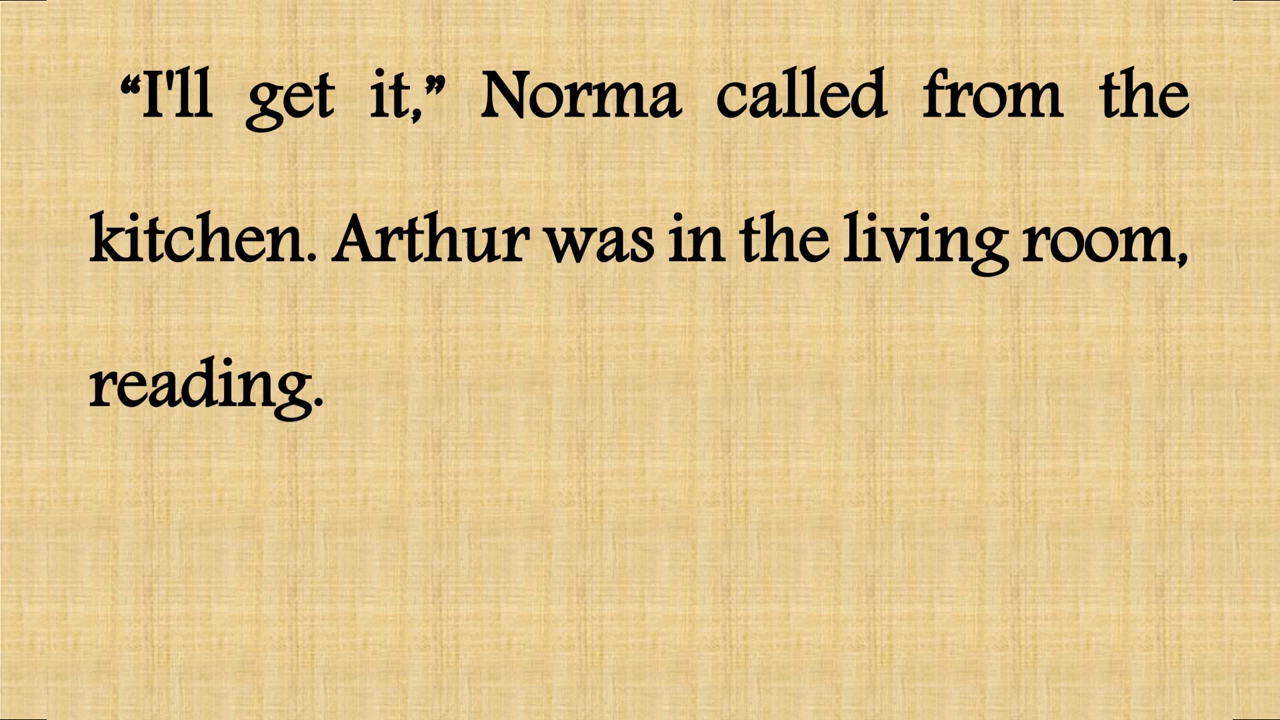 “I'll get it,” Norma called from the
kitchen. Arthur was in the living room,
reading.